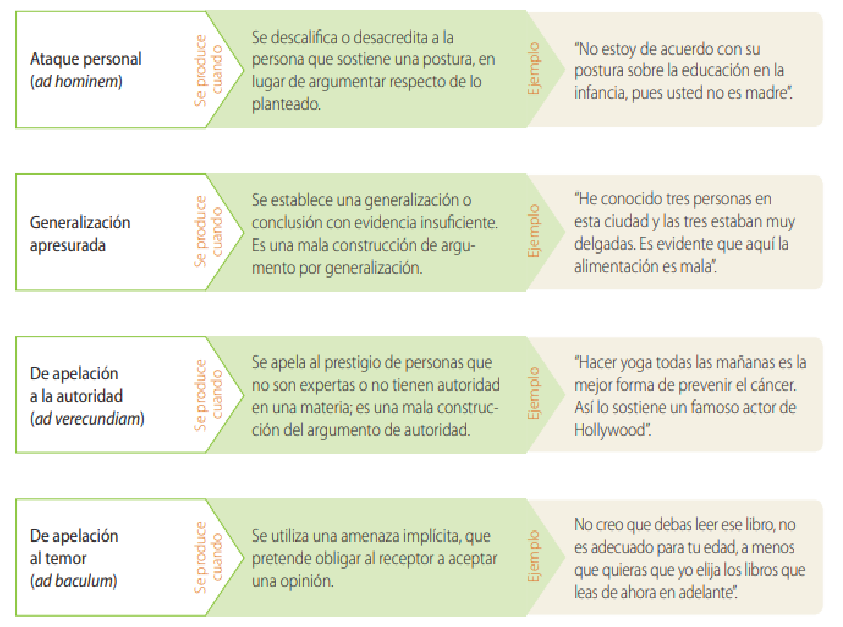 Ataque personal
(ad hominem)
Se produce
cuando
Se descalifica o desacredita a la
persona que sostiene una postura, en
lugar de argumentar respecto de lo
planteado.
Ejemplo
“No estoy de acuerdo con su
postura sobre la educación en la
infancia, pues usted no es madre”.
Generalización
apresurada
Se produce
cuando
Se establece una generalización o
conclusión con evidencia insuficiente.
Es una mala construcción de argu-
mento por generalización.
Ejemplo
“He conocido tres personas en
esta ciudad y las tres estaban muy
delgadas. Es evidente que aquí la
alimentación es mala”.
De apelación
a la autoridad
(ad verecundiam)
Se produce
cuando
Se apela al prestigio de personas que
no son expertas o no tienen autoridad
en una materia; es una mala construc-
ción del argumento de autoridad.
Ejemplo
“Hacer yoga todas las mañanas es la
mejor forma de prevenir el cáncer.
Así lo sostiene un famoso actor de
Hollywood”.
De apelación
al temor
(ad baculum)
Se produce
cuando
Se utiliza una amenaza implícita, que
pretende obligar al receptor a aceptar
una opinión.
Ejemplo
No creo que debas leer ese libro, no
es adecuado para tu edad, a menos
que quieras que yo elija los libros que
leas de ahora en adelante”.